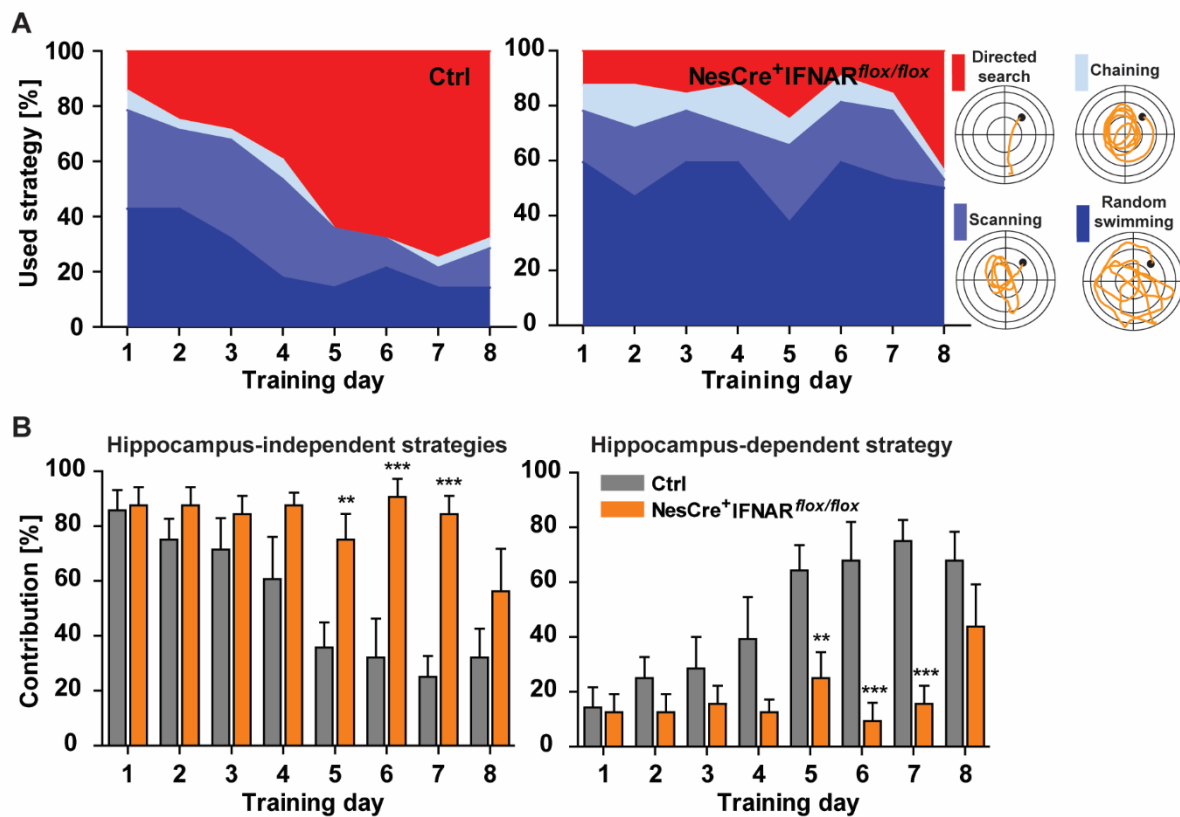 A
Used strategy [%]
100
80
60
40
20
0
Ctrl
1 2 3 4 5 6 7 8
Training day
100
80
60
40
20
0
NesCre+IFNARflox/flox
1 2 3 4 5 6 7 8
Training day
Directed
search
Chaining
Scanning
Random
swimming
B
Hippocampus-independent strategies
Contribution [%]
100
80
60
40
20
0
** *** ***
1 2 3 4 5 6 7 8
Training day
Hippocampus-dependent strategy
100
80
60
40
20
0
Ctrl
NesCre+IFNARflox/flox
** *** ***
1 2 3 4 5 6 7 8
Training day